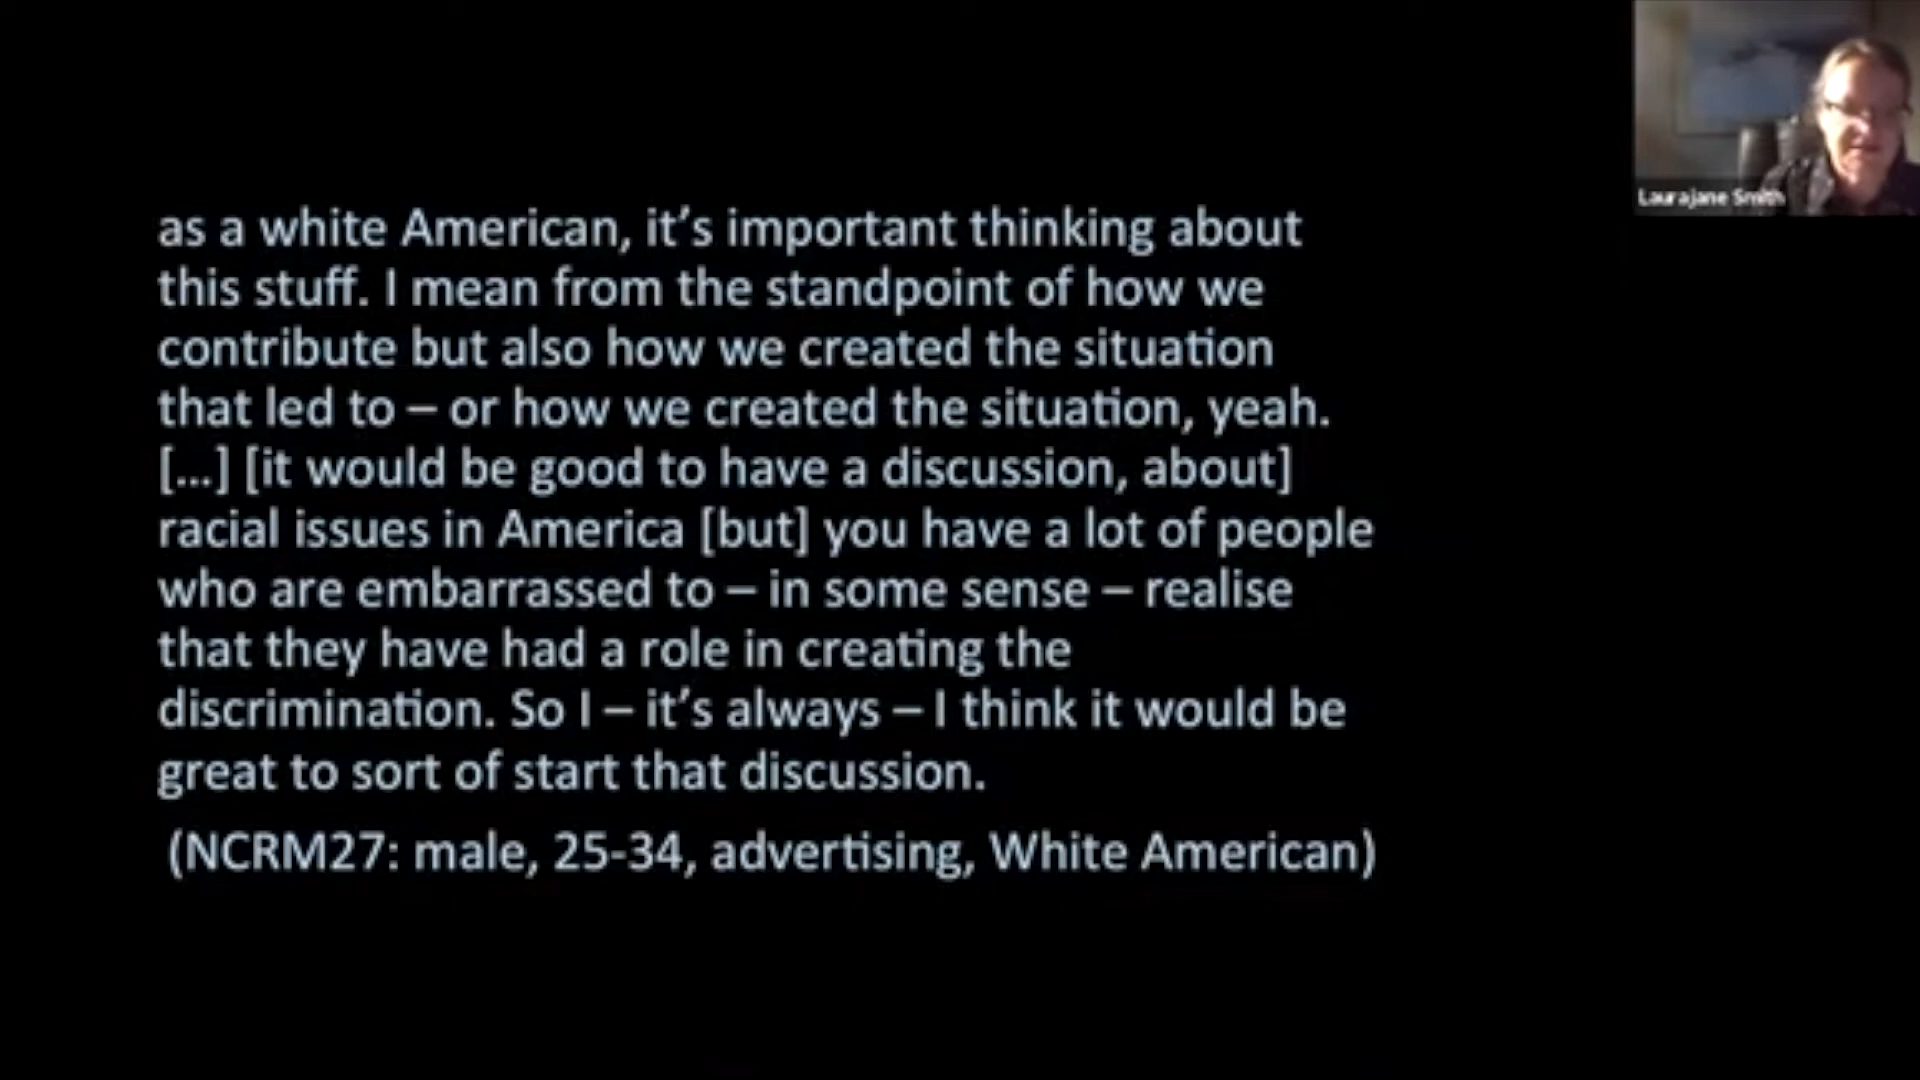 Laurajane Smith
as a white American, it's important thinking about
this stuff. I mean from the standpoint of how we
contribute but also how we created the situation
that led to – or how we created the situation, yeah.
[...] [it would be good to have a discussion, about]
racial issues in America [but] you have a lot of people
who are embarrassed to – in some sense – realise
that they have had a role in creating the
discrimination. So I – it's always – I think it would be
great to sort of start that discussion.
(NCRM27: male, 25-34, advertising, White American)